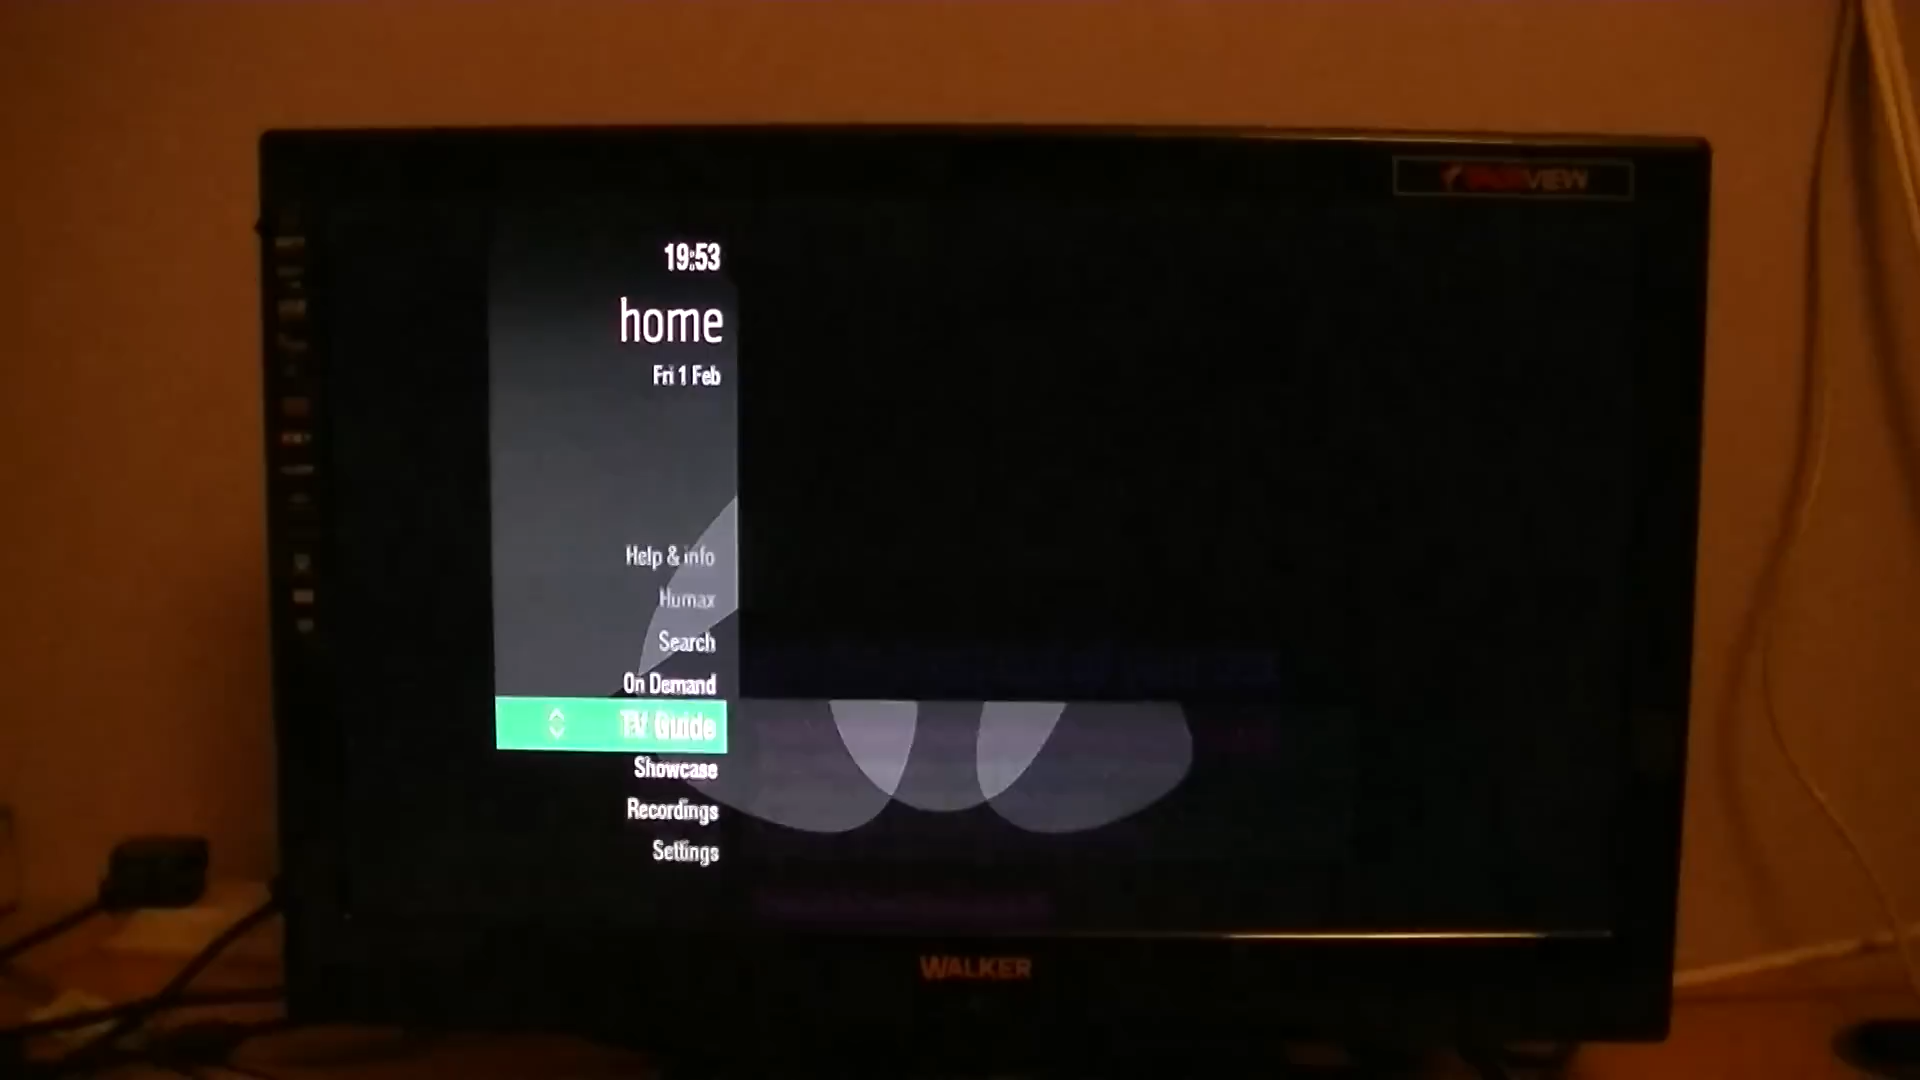 19:53
home
Fri 1 Feb
Help & info
Humax
Search
On Demand
TV Guide
Showcase
Recordings
Settings
WALKER